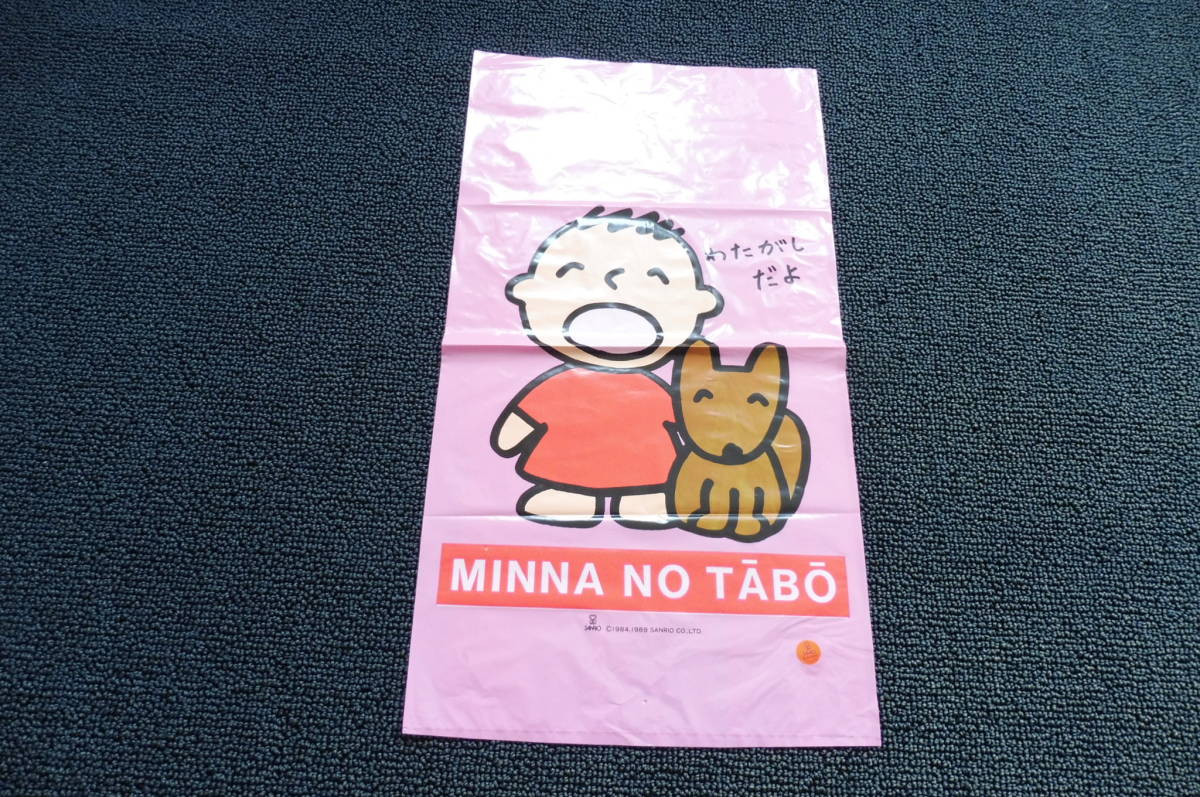 わたがし
だよ
MINNA NO TĀBŌ
SANRIO ©1984,1989 SANRIO CO.,LTD.